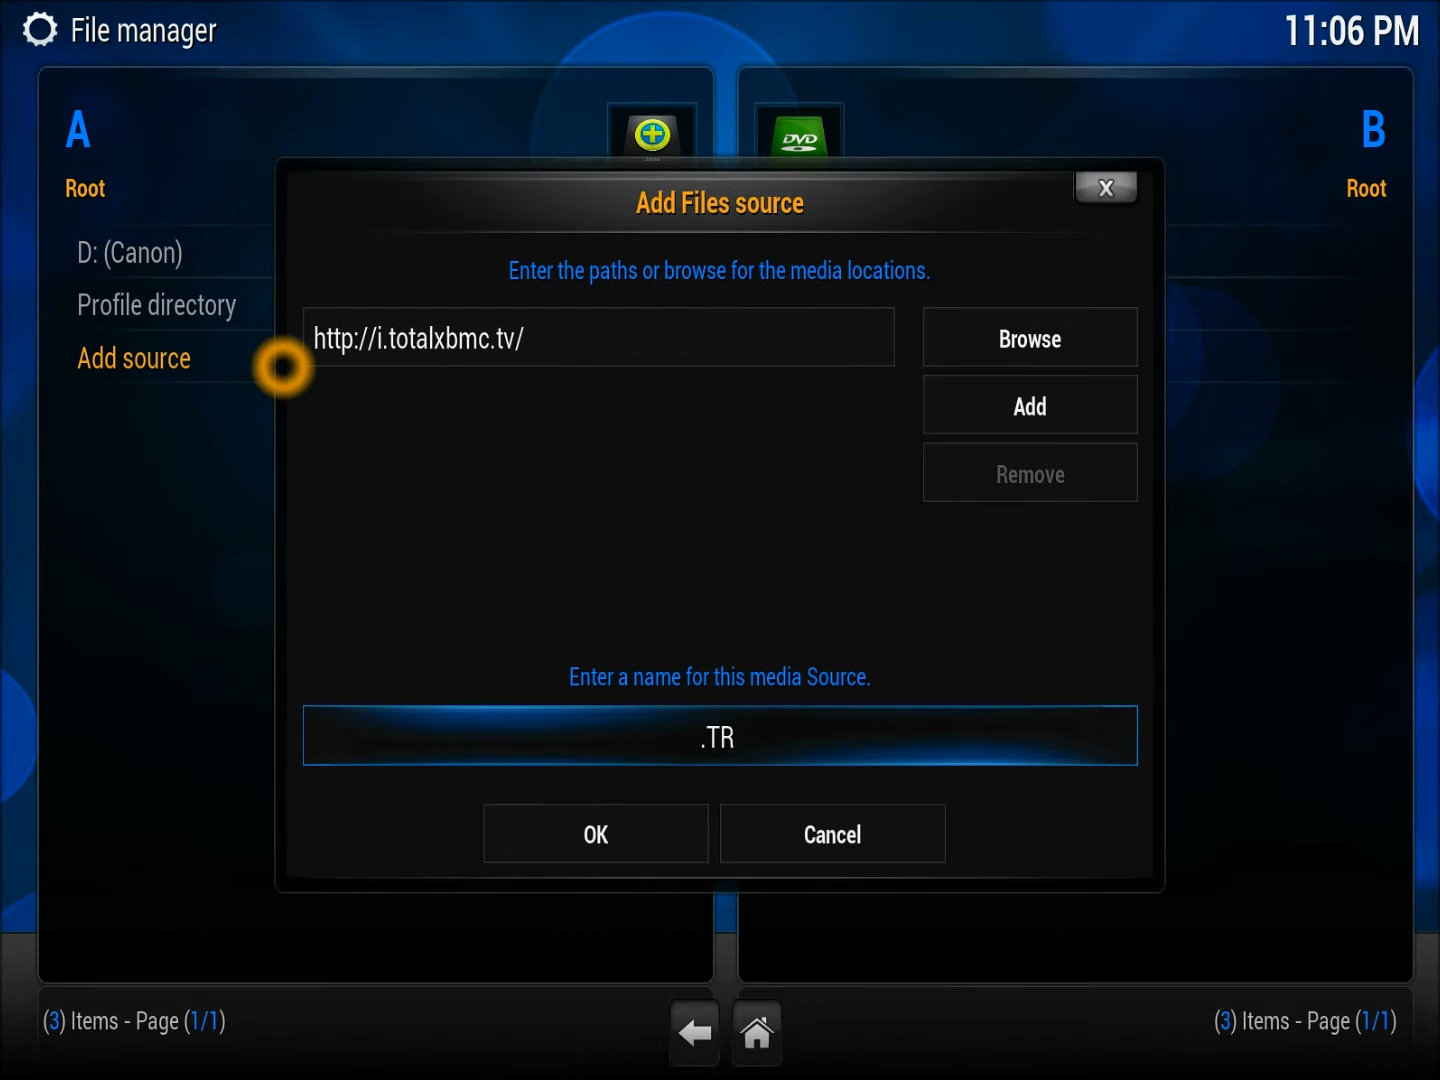 File manager
11:06 PM
A
B
DVD
Root
Root
D: (Canon)
Profile directory
Add source
Add Files source
X
Enter the paths or browse for the media locations.
http://i.totalxbmc.tv/
Browse
Add
Remove
Enter a name for this media Source.
.TR
OK
Cancel
(3) Items - Page (1/1)
(3) Items - Page (1/1)